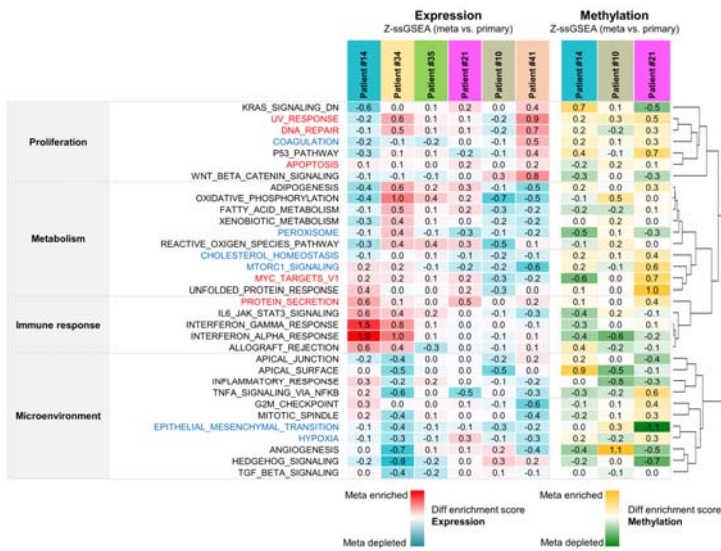 Expression
Z-ssGSEA (meta vs. primary)
Methylation
Z-ssGSEA (meta vs. primary)
Patient #14 Patient #34 Patient #35 Patient #21 Patient #10 Patient #41 Patient #14 Patient #10 Patient #21
Proliferation
KRAS_SIGNALING_DN -0.6 0.0 0.1 0.2 0.0 0.4 0.7 0.1 -0.5
UV_RESPONSE -0.2 0.6 0.1 0.1 -0.2 0.9 0.2 0.3 0.5
DNA_REPAIR -0.1 0.5 0.1 0.1 -0.2 0.7 0.2 -0.2 0.3
COAGULATION -0.2 -0.1 -0.2 0.0 0.5 0.2 0.1 0.3
P53_PATHWAY -0.3 0.1 0.1 -0.2 -0.1 0.4 0.4 -0.1 0.7
APOPTOSIS 0.1 0.1 0.0 0.2 0.0 0.2 -0.2 0.2 0.1
WNT_BETA_CATENIN_SIGNALING -0.1 0.3 0.8 -0.3 0.0 -0.3
Metabolism
ADIPOGENESIS -0.4 0.6 0.2 0.3 -0.1 -0.5 0.2 0.0 0.3
OXIDATIVE_PHOSPHORYLATION -0.4 1.0 0.4 0.2 -0.7 -0.5 -0.1 0.5 0.0
FATTY_ACID_METABOLISM -0.1 0.5 0.1 0.2 -0.3 -0.2 -0.2 -0.2 0.1
XENOBIOTIC_METABOLISM -0.3 0.4 0.1 0.0 -0.2 -0.2 0.0 0.0 0.2
PEROXISOME -0.1 0.4 -0.1 -0.3 -0.1 -0.2 -0.5 0.1 -0.3
REACTIVE_OXIGEN_SPECIES_PATHWAY -0.3 0.4 0.4 0.3 -0.5 0.1 -0.1 0.0 0.0
CHOLESTEROL_HOMEOSTASIS -0.1 0.0 0.1 -0.1 -0.2 -0.1 0.2 0.1 0.4
MTORC1_SIGNALING 0.2 0.2 -0.1 -0.2 -0.2 -0.6 0.2 -0.1 0.6
MYC_TARGETS_V1 0.2 0.2 0.1 0.2 -0.3 -0.2 -0.6 0.0 0.7
UNFOLDED_PROTEIN_RESPONSE 0.4 0.0 0.0 0.2 -0.3 0.0 0.1 0.0 1.0
Immune response
PROTEIN_SECRETION 0.6 0.1 0.0 0.5 0.0 -0.2 0.1 0.0 0.4
IL6_JAK_STAT3_SIGNALING 0.6 0.4 0.2 0.0 -0.1 -0.1 -0.4 0.2 -0.1
INTERFERON_GAMMA_RESPONSE 1.5 0.8 0.1 0.0 0.0 -0.3 -0.3 0.0 0.1
INTERFERON_ALPHA_RESPONSE 1.9 1.0 0.1 0.0 -0.1 0.1 -0.4 -0.6 -0.2
ALLOGRAFT_REJECTION 0.6 0.4 -0.3 0.0 -0.1 0.1 0.4 -0.2 -0.1
Microenvironment
APICAL_JUNCTION -0.2 -0.4 0.0 0.0 -0.2 0.2 0.2 0.0 -0.4
APICAL_SURFACE 0.0 -0.5 0.0 0.0 -0.5 0.0 0.9 -0.5 -0.1
INFLAMMATORY_RESPONSE 0.3 -0.2 0.2 0.0 -0.1 -0.2 0.0 -0.5 -0.3
TNFA_SIGNALING_VIA_NFKB 0.2 -0.6 0.0 -0.5 0.0 -0.3 -0.3 -0.2 0.6
G2M_CHECKPOINT 0.3 0.0 0.1 -0.1 -0.6 -0.1 0.1 0.4
MITOTIC_SPINDLE 0.2 -0.4 0.1 0.0 0.0 -0.4 -0.2 0.1 0.3
EPITHELIAL_MESENCHYMAL_TRANSITION -0.1 -0.4 -0.1 -0.1 -0.3 -0.2 0.0 0.3 -1.1
HYPOXIA -0.1 -0.3 -0.1 0.3 -0.1 -0.3 0.2 -0.2 0.3
ANGIOGENESIS 0.0 -0.7 0.1 0.1 0.2 -0.4 -0.4 1.1 -0.5
HEDGEHOG_SIGNALING -0.2 -0.9 -0.2 0.0 0.3 0.2 -0.2 0.0 -0.7
TGF_BETA_SIGNALING 0.0 -0.4 -0.2 0.0 0.0 0.0 0.0 -0.1 0.0
Meta enriched
Diff enrichment score
Expression
Meta depleted
Meta enriched
Diff enrichment score
Methylation
Meta depleted